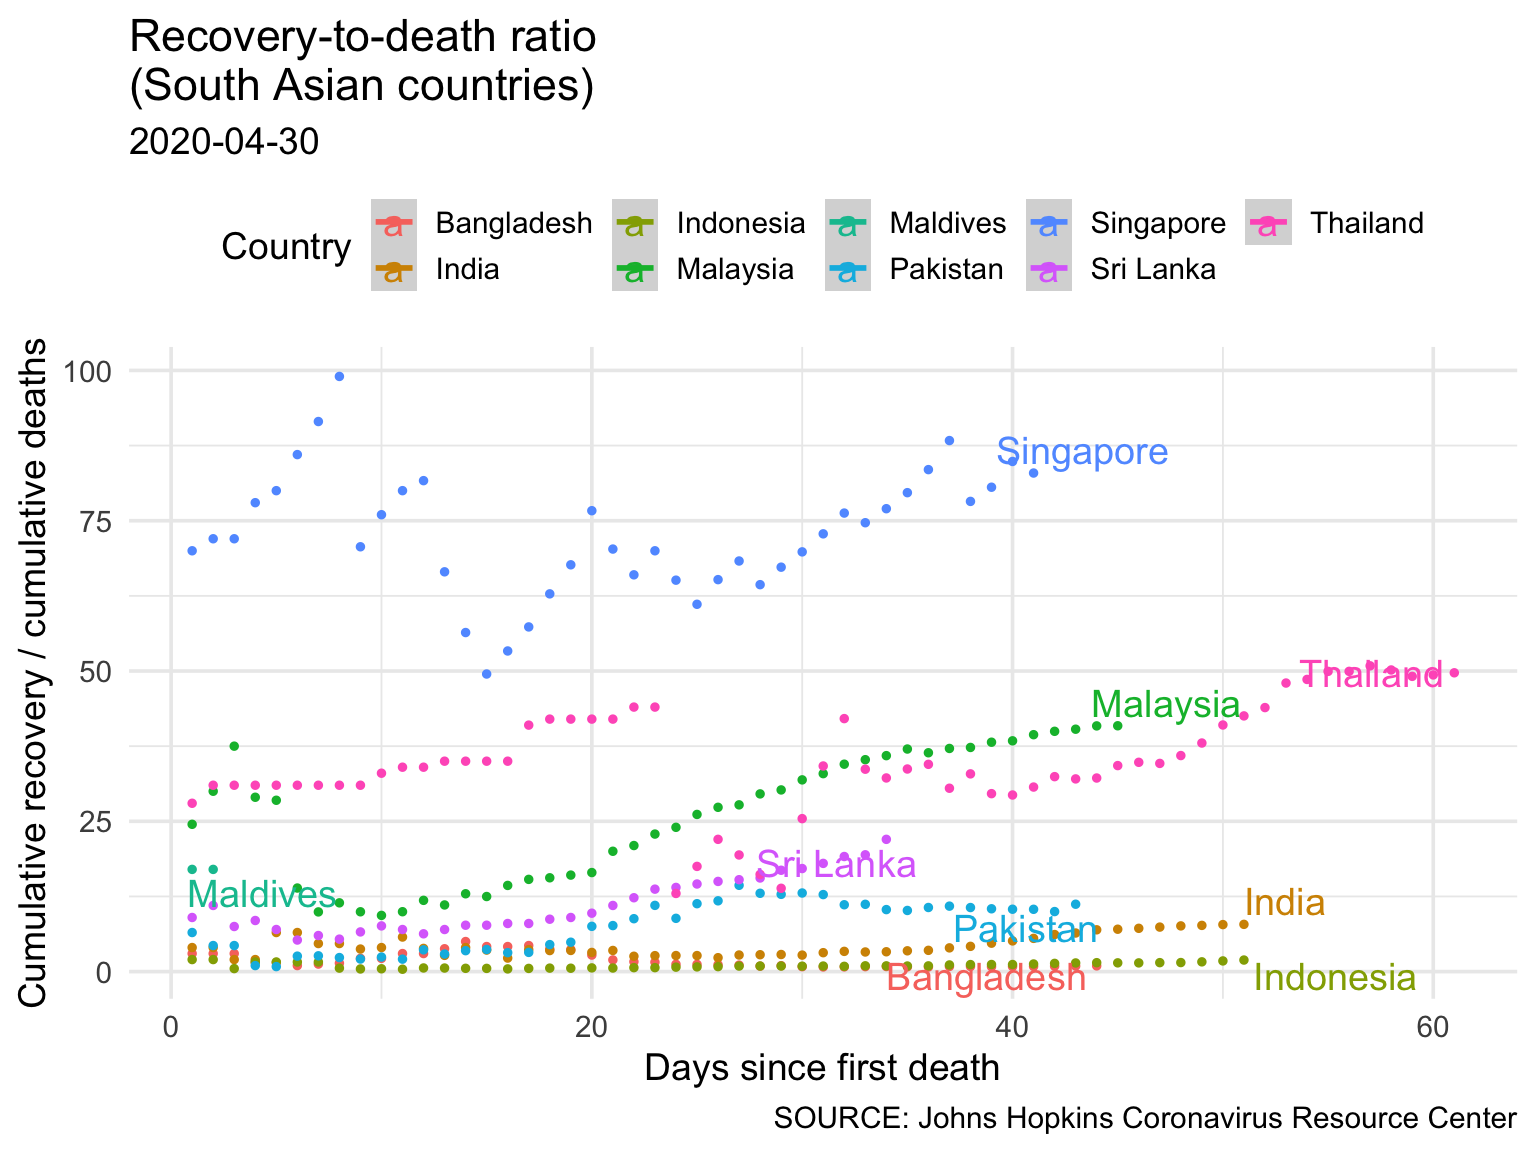 Recovery-to-death ratio
(South Asian countries)
2020-04-30
Country
a Bangladesh a Indonesia a Maldives a Singapore a Thailand
a India a Malaysia a Pakistan a Sri Lanka
Cumulative recovery / cumulative deaths
100
75
50
25
0
Singapore
Thailand
Malaysia
Sri Lanka
Maldives
India
Pakistan
Bangladesh
Indonesia
0 20 40 60
Days since first death
SOURCE: Johns Hopkins Coronavirus Resource Center